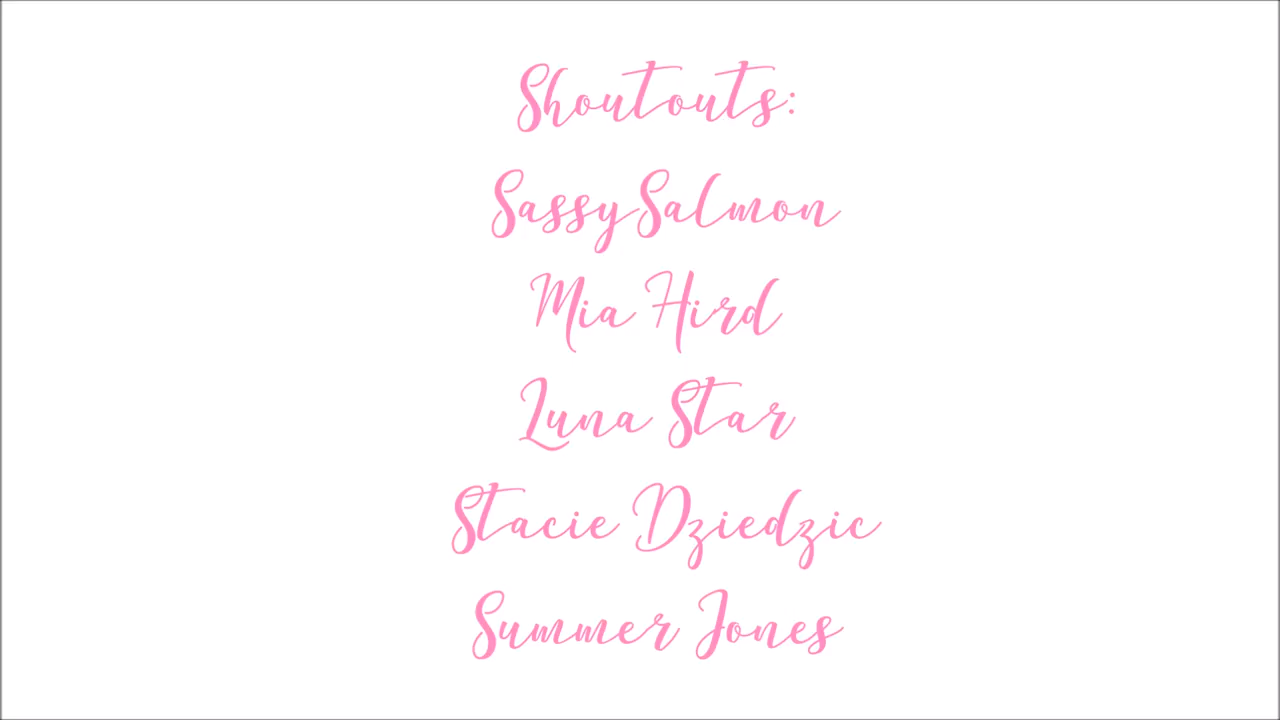 Shoutouts:
SassySalmon
Mia Hird
Luna Star
Stacie Dziedzic
Summer Jones